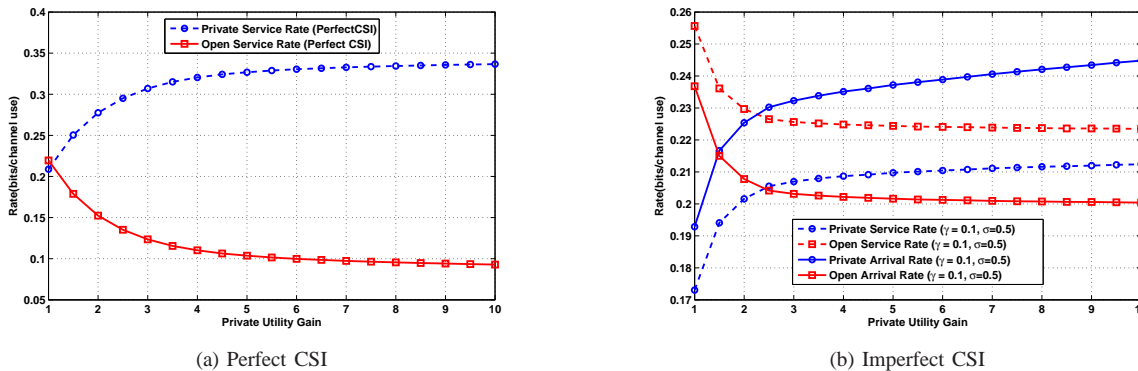 0.4
0.35
0.3
0.25
0.2
0.15
0.1
0.05
Rate(bits/channel use)
Private Service Rate (PerfectCSI)
Open Service Rate (Perfect CSI)
1 2 3 4 5 6 7 8 9 10
Private Utility Gain
(a) Perfect CSI
0.26
0.25
0.24
0.23
0.22
0.21
0.2
0.19
0.18
0.17
Rate(bits/channel use)
Private Service Rate (γ = 0.1, σ=0.5)
Open Service Rate (γ = 0.1, σ=0.5)
Private Arrival Rate (γ = 0.1, σ=0.5)
Open Arrival Rate (γ = 0.1, σ=0.5)
1 2 3 4 5 6 7 8 9
Private Utility Gain
(b) Imperfect CSI